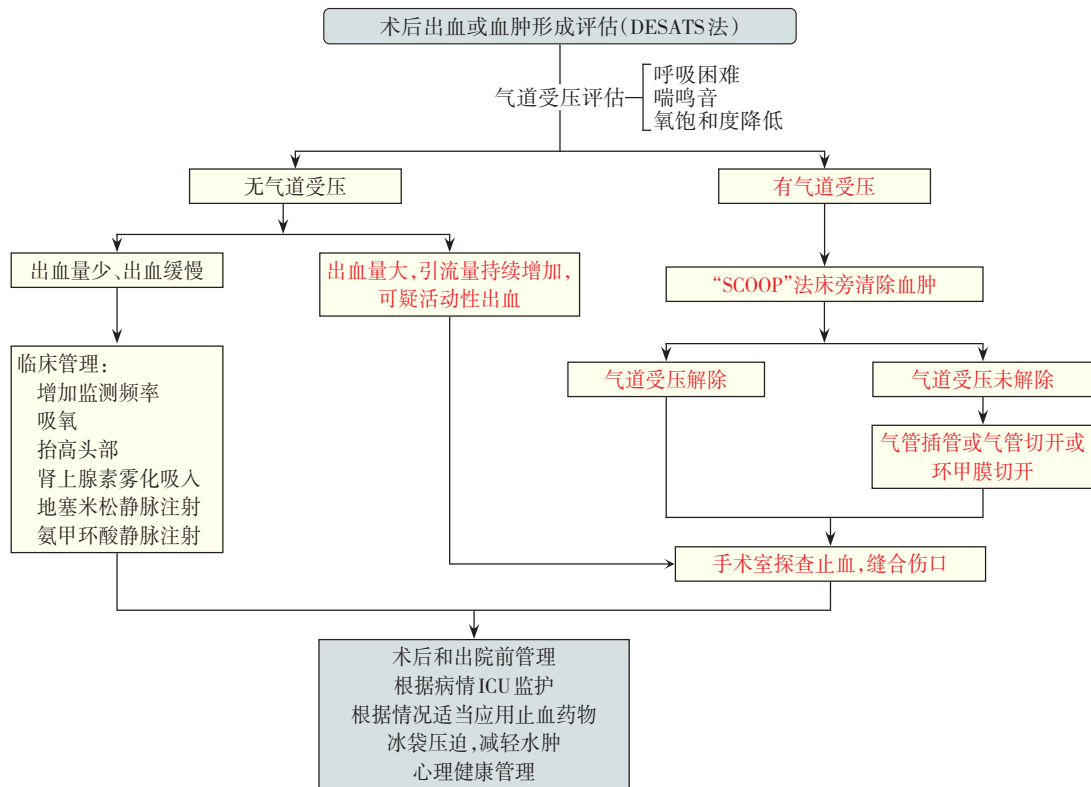 术后出血或血肿形成评估(DESATS法)
气道受压评估
呼吸困难
喘鸣音
氧饱和度降低
无气道受压
有气道受压
出血量少、出血缓慢
出血量大,引流量持续增加,
可疑活动性出血
“SCOOP”法床旁清除血肿
临床管理:
增加监测频率
吸氧
抬高头部
肾上腺素雾化吸入
地塞米松静脉注射
氨甲环酸静脉注射
气道受压解除
气道受压未解除
气管插管或气管切开或
环甲膜切开
手术室探查止血,缝合伤口
术后和出院前管理
根据病情ICU监护
根据情况适当应用止血药物
冰袋压迫,减轻水肿
心理健康管理